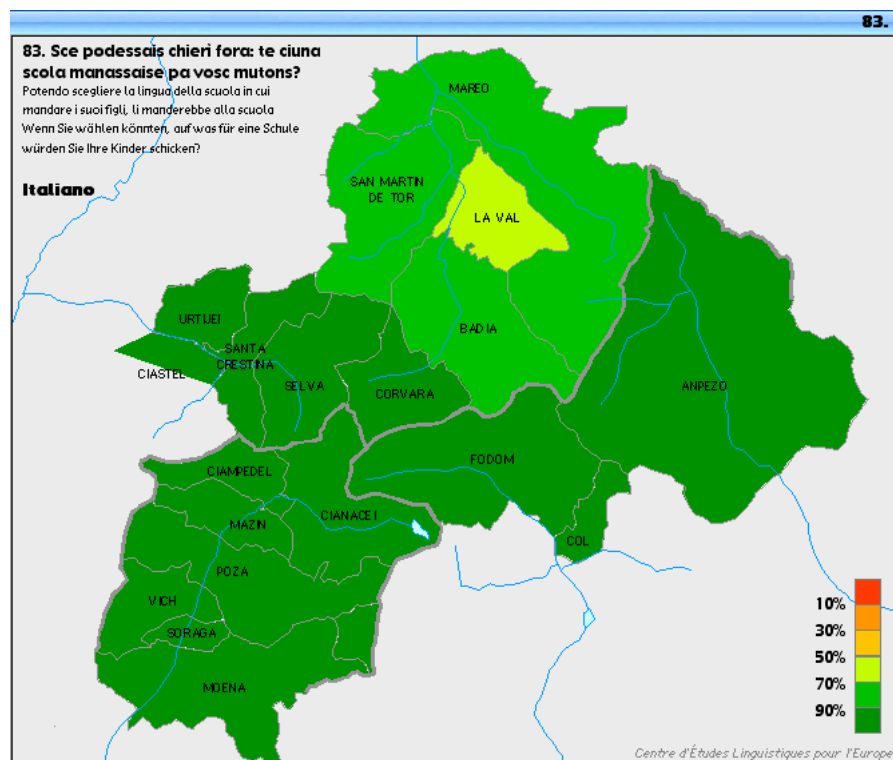 83.
83. Sce podessais chieri fora: te ciuna
scola manassaise pa vosc mutons?
Potendo scegliere la lingua della scuola in cui
mandare i suoi figli, li manderebbe alla scuola
Wenn Sie wählen könnten, auf was für eine Schule
würden Sie Ihre Kinder schicken?
Italiano
MAREO
SAN MARTIN
DE TOR
LA VAL
URTIJEI
BADIA
SANTA
CRESTINA
CIASTEL
SELVA
CORVARA
ANPEZO
FODOM
CIAMPEDEL
CIANACEI
MAZIN
COL
POZA
VICH
SORAGA
MOENA
10%
30%
50%
70%
90%
Centre d'Études Linguistiques pour l'Europe